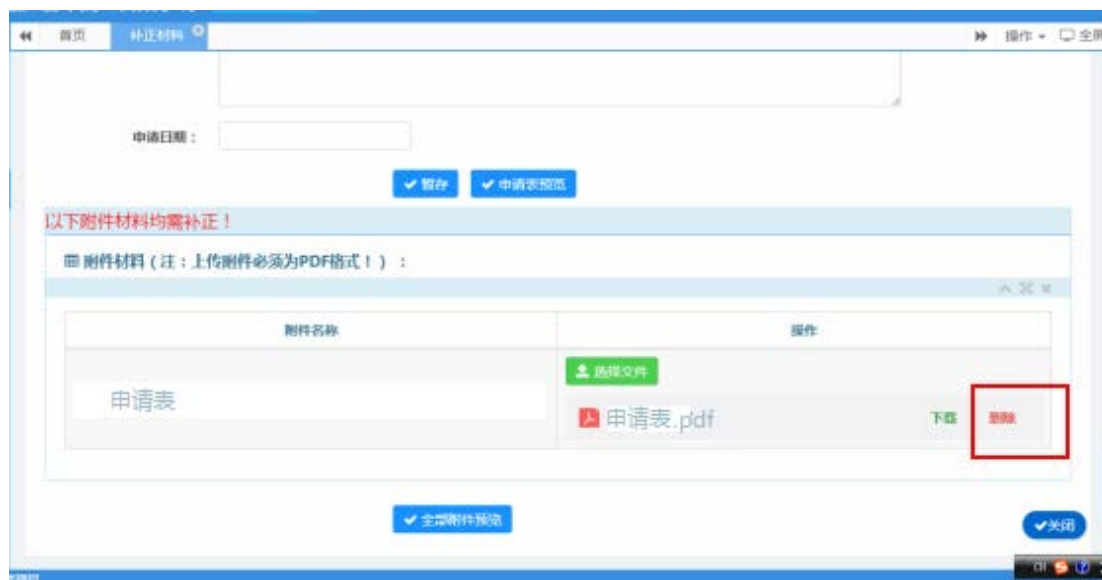 首页 补正材料 操作 全屏
申请日期：
暂存 申请表预览
以下附件材料均需补正！
附件材料（注：上传附件必须为PDF格式！）：
附件名称 操作
选择文件
申请表 申请表.pdf 下载 删除
全部附件预览
关闭